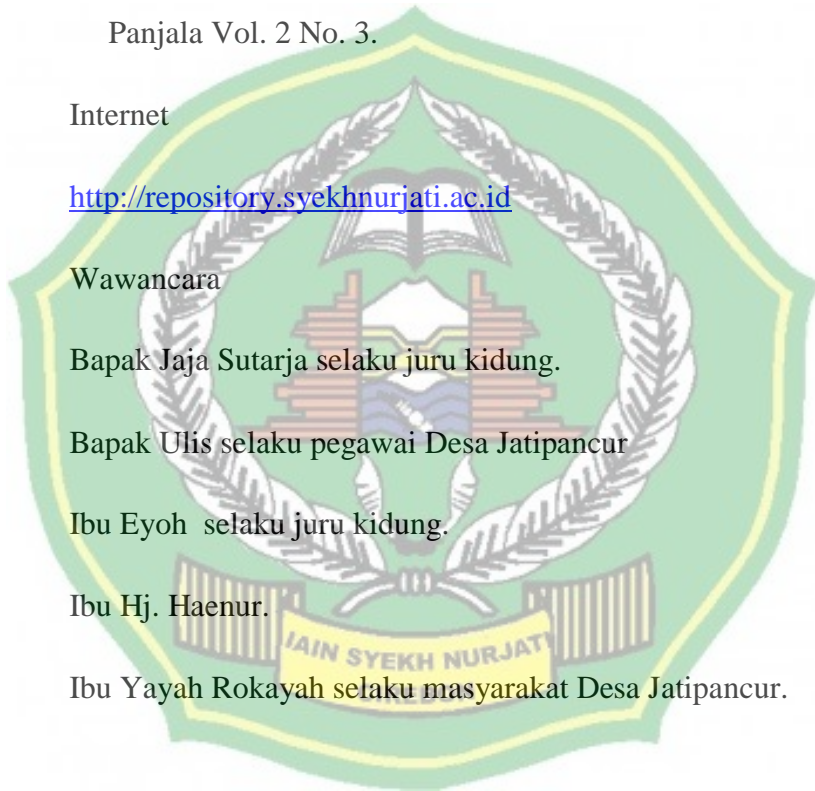 Panjala Vol. 2 No. 3.
Internet
http://repository.syekhnurjati.ac.id
Wawancara
Bapak Jaja Sutarja selaku juru kidung.
Bapak Ulis selaku pegawai Desa Jatipancur
Ibu Eyoh selaku juru kidung.
Ibu Hj. Haenur.
IAIN SYEKH NURJATI
Ibu Yayah Rokayah selaku masyarakat Desa Jatipancur.
CIREBON